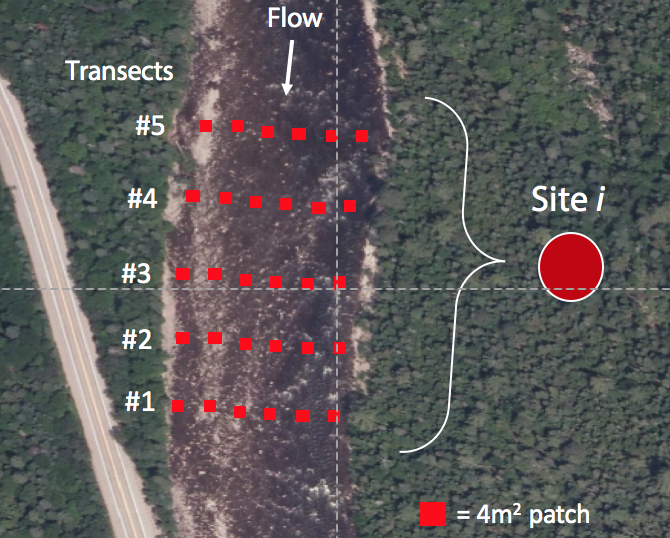 Flow
Transects
#5
#4
Site i
#3
#2
#1
= 4m² patch